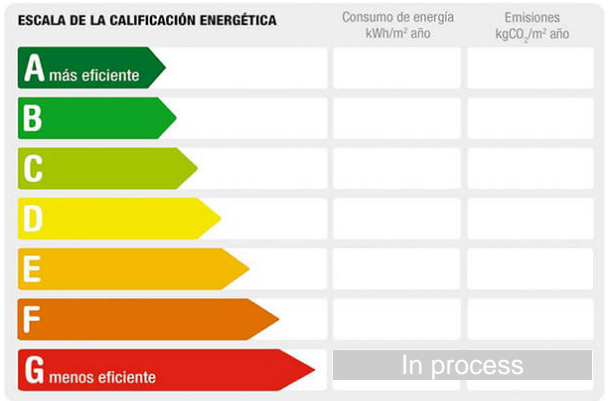 ESCALA DE LA CALIFICACIÓN ENERGÉTICA
Consumo de energía
kWh/m² año
Emisiones
kgCO₂/m² año
A más eficiente
B
C
D
E
F
G menos eficiente
In process